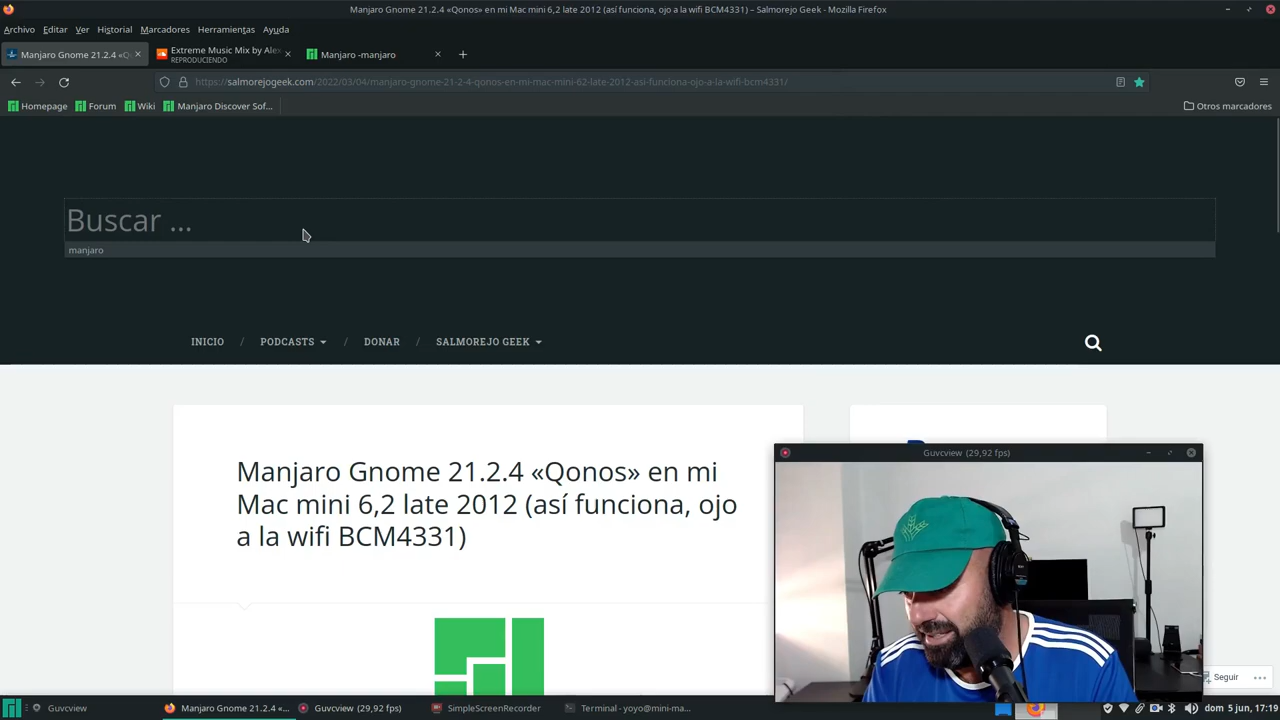 Manjaro Gnome 21.2.4 «Qonos» en mi Mac mini 6,2 late 2012 (así funciona, ojo a la wifi BCM4331) – Salmorejo Geek – Mozilla Firefox
Archivo Editar Ver Historial Marcadores Herramientas Ayuda
Manjaro Gnome 21.2.4 «Q
Extreme Music Mix by Alex
REPRODUCIENDO
Manjaro -manjaro
https://salmorejogeek.com/2022/03/04/manjaro-gnome-21-2-4-qonos-en-mi-mac-mini-62-late-2012-asi-funciona-ojo-a-la-wifi-bcm4331/
Homepage Forum Wiki Manjaro Discover Sof... Otros marcadores
Buscar ...
manjaro
INICIO / PODCASTS / DONAR / SALMOREJO GEEK
Manjaro Gnome 21.2.4 «Qonos» en mi
Mac mini 6,2 late 2012 (así funciona, ojo
a la wifi BCM4331)
Guvcview (29,92 fps)
Seguir
Guvcview Manjaro Gnome 21.2.4 «... Guvcview (29,92 fps) SimpleScreenRecorder Terminal - yoyo@mini-ma... dom 5 jun, 17:19